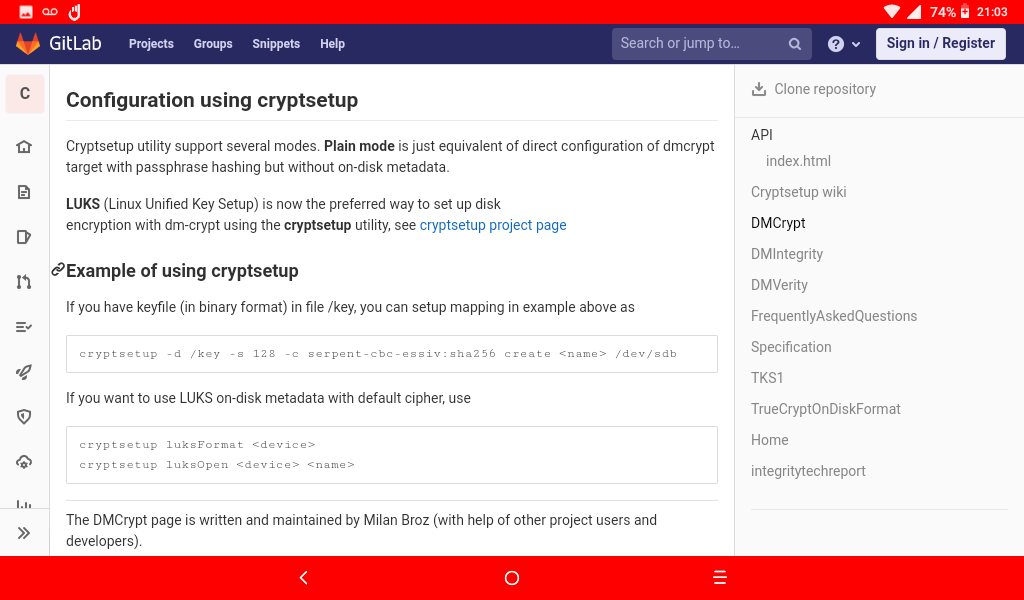 74% 21:03
GitLab Projects Groups Snippets Help Search or jump to... Sign in / Register
C
Configuration using cryptsetup
Cryptsetup utility support several modes. Plain mode is just equivalent of direct configuration of dmcrypt
target with passphrase hashing but without on-disk metadata.
LUKS (Linux Unified Key Setup) is now the preferred way to set up disk
encryption with dm-crypt using the cryptsetup utility, see cryptsetup project page
Example of using cryptsetup
If you have keyfile (in binary format) in file /key, you can setup mapping in example above as
cryptsetup -d /key -s 128 -c serpent-cbc-essiv:sha256 create <name> /dev/sdb
If you want to use LUKS on-disk metadata with default cipher, use
cryptsetup luksFormat <device>
cryptsetup luksOpen <device> <name>
The DMCrypt page is written and maintained by Milan Broz (with help of other project users and
developers).
Clone repository
API
index.html
Cryptsetup wiki
DMCrypt
DMIntegrity
DMVerity
FrequentlyAskedQuestions
Specification
TKS1
TrueCryptOnDiskFormat
Home
integritytechreport